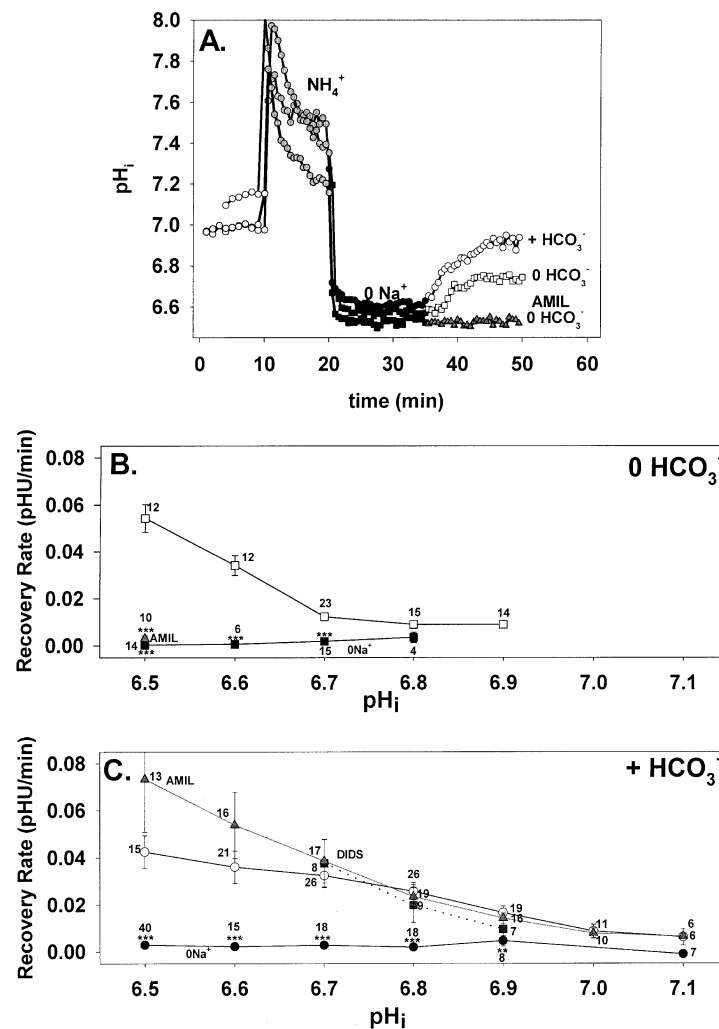 A.
8.0
7.8
7.6
7.4
7.2
7.0
6.8
6.6
pHi
NH4+
0 Na+
+ HCO3-
0 HCO3-
AMIL
0 HCO3-
0 10 20 30 40 50 60
time (min)
B.
0 HCO3-
Recovery Rate (pHU/min)
0.08
0.06
0.04
0.02
0.00
12
12
23
15
14
10
***
AMIL
14
***
6
***
***
15
0Na+
4
6.5 6.6 6.7 6.8 6.9 7.0 7.1
pHi
C.
+ HCO3-
Recovery Rate (pHU/min)
0.08
0.06
0.04
0.02
0.00
13 AMIL
16
17
DIDS
15
21
8
26
26
19
9
19
16
7
11
10
6
6
40
***
15
***
18
***
18
***
**
8
7
0Na+
6.5 6.6 6.7 6.8 6.9 7.0 7.1
pHi